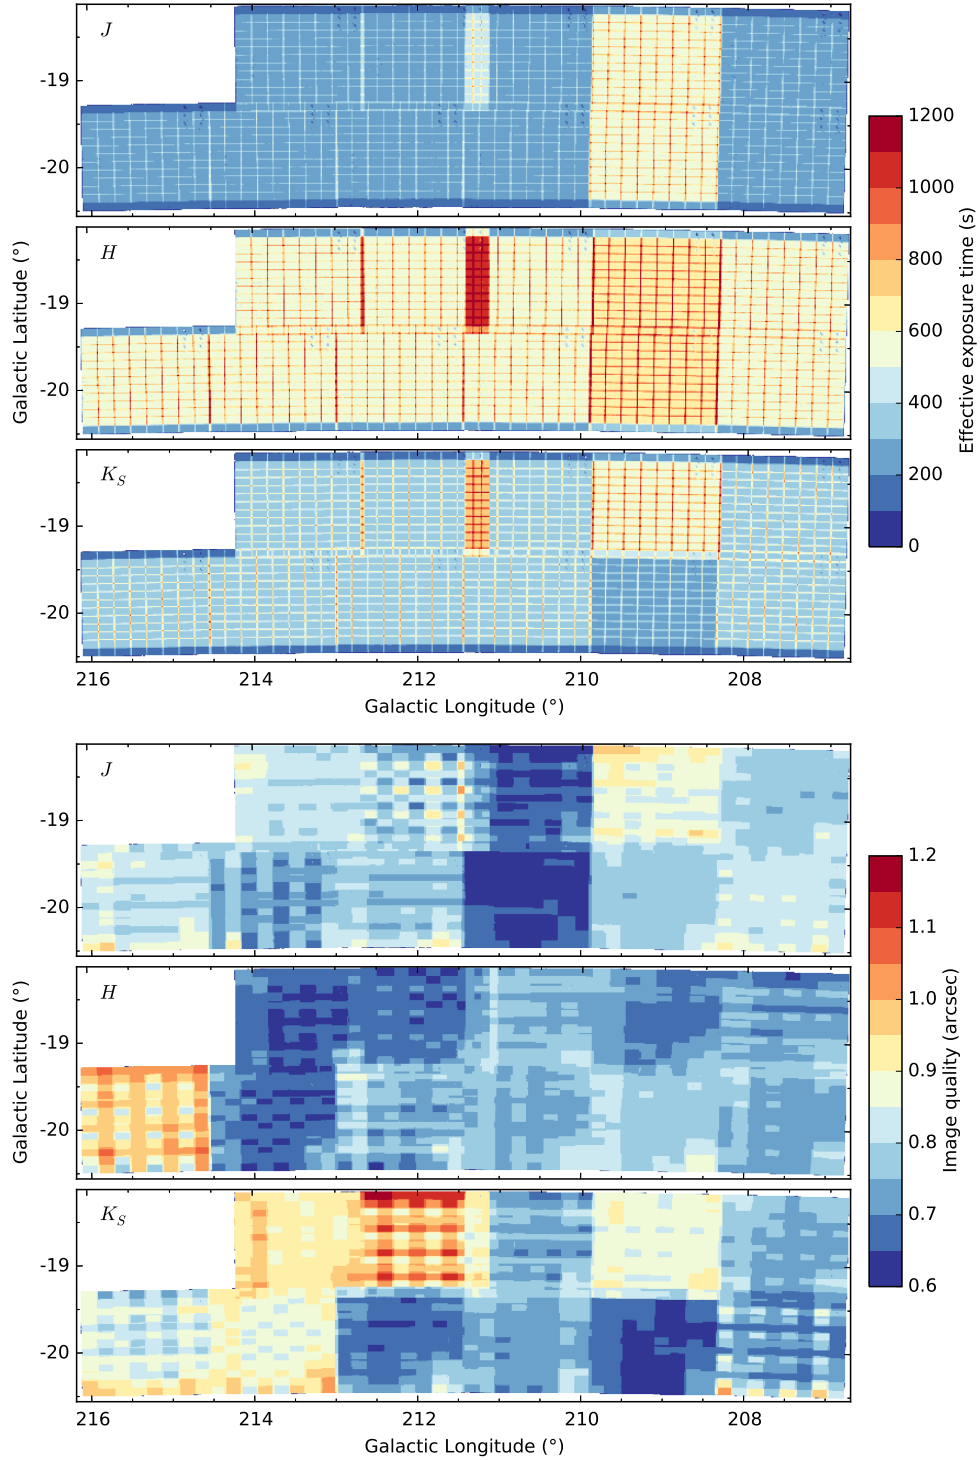 J
-19
-20
H
-19
-20
K_S
-19
-20
216 214 212 210 208
Galactic Longitude (°)
Galactic Latitude (°)
1200
1000
800
600
400
200
0
Effective exposure time (s)
J
-19
-20
H
-19
-20
K_S
-19
-20
216 214 212 210 208
Galactic Longitude (°)
Galactic Latitude (°)
1.2
1.1
1.0
0.9
0.8
0.7
0.6
Image quality (arcsec)